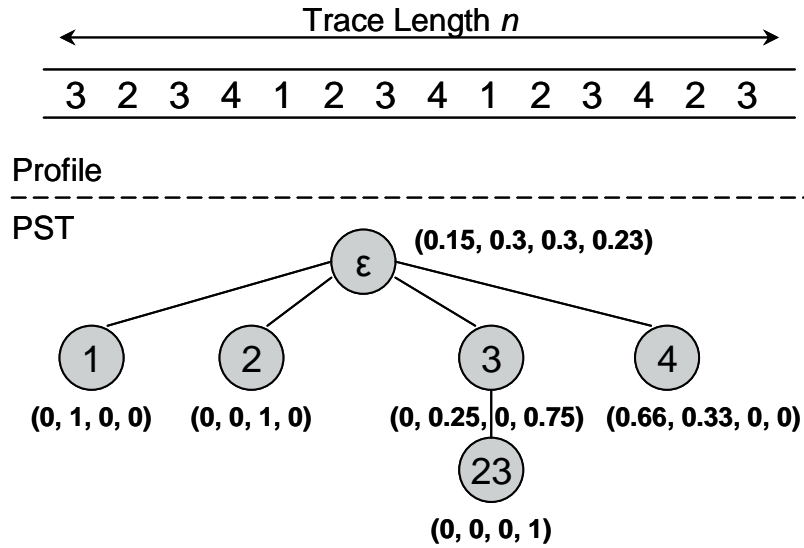 Trace Length n
3 2 3 4 1 2 3 4 1 2 3 4 2 3
Profile
PST
ε
(0.15, 0.3, 0.3, 0.23)
1
2
3
4
(0, 1, 0, 0)
(0, 0, 1, 0)
(0, 0.25, 0, 0.75)
(0.66, 0.33, 0, 0)
23
(0, 0, 0, 1)